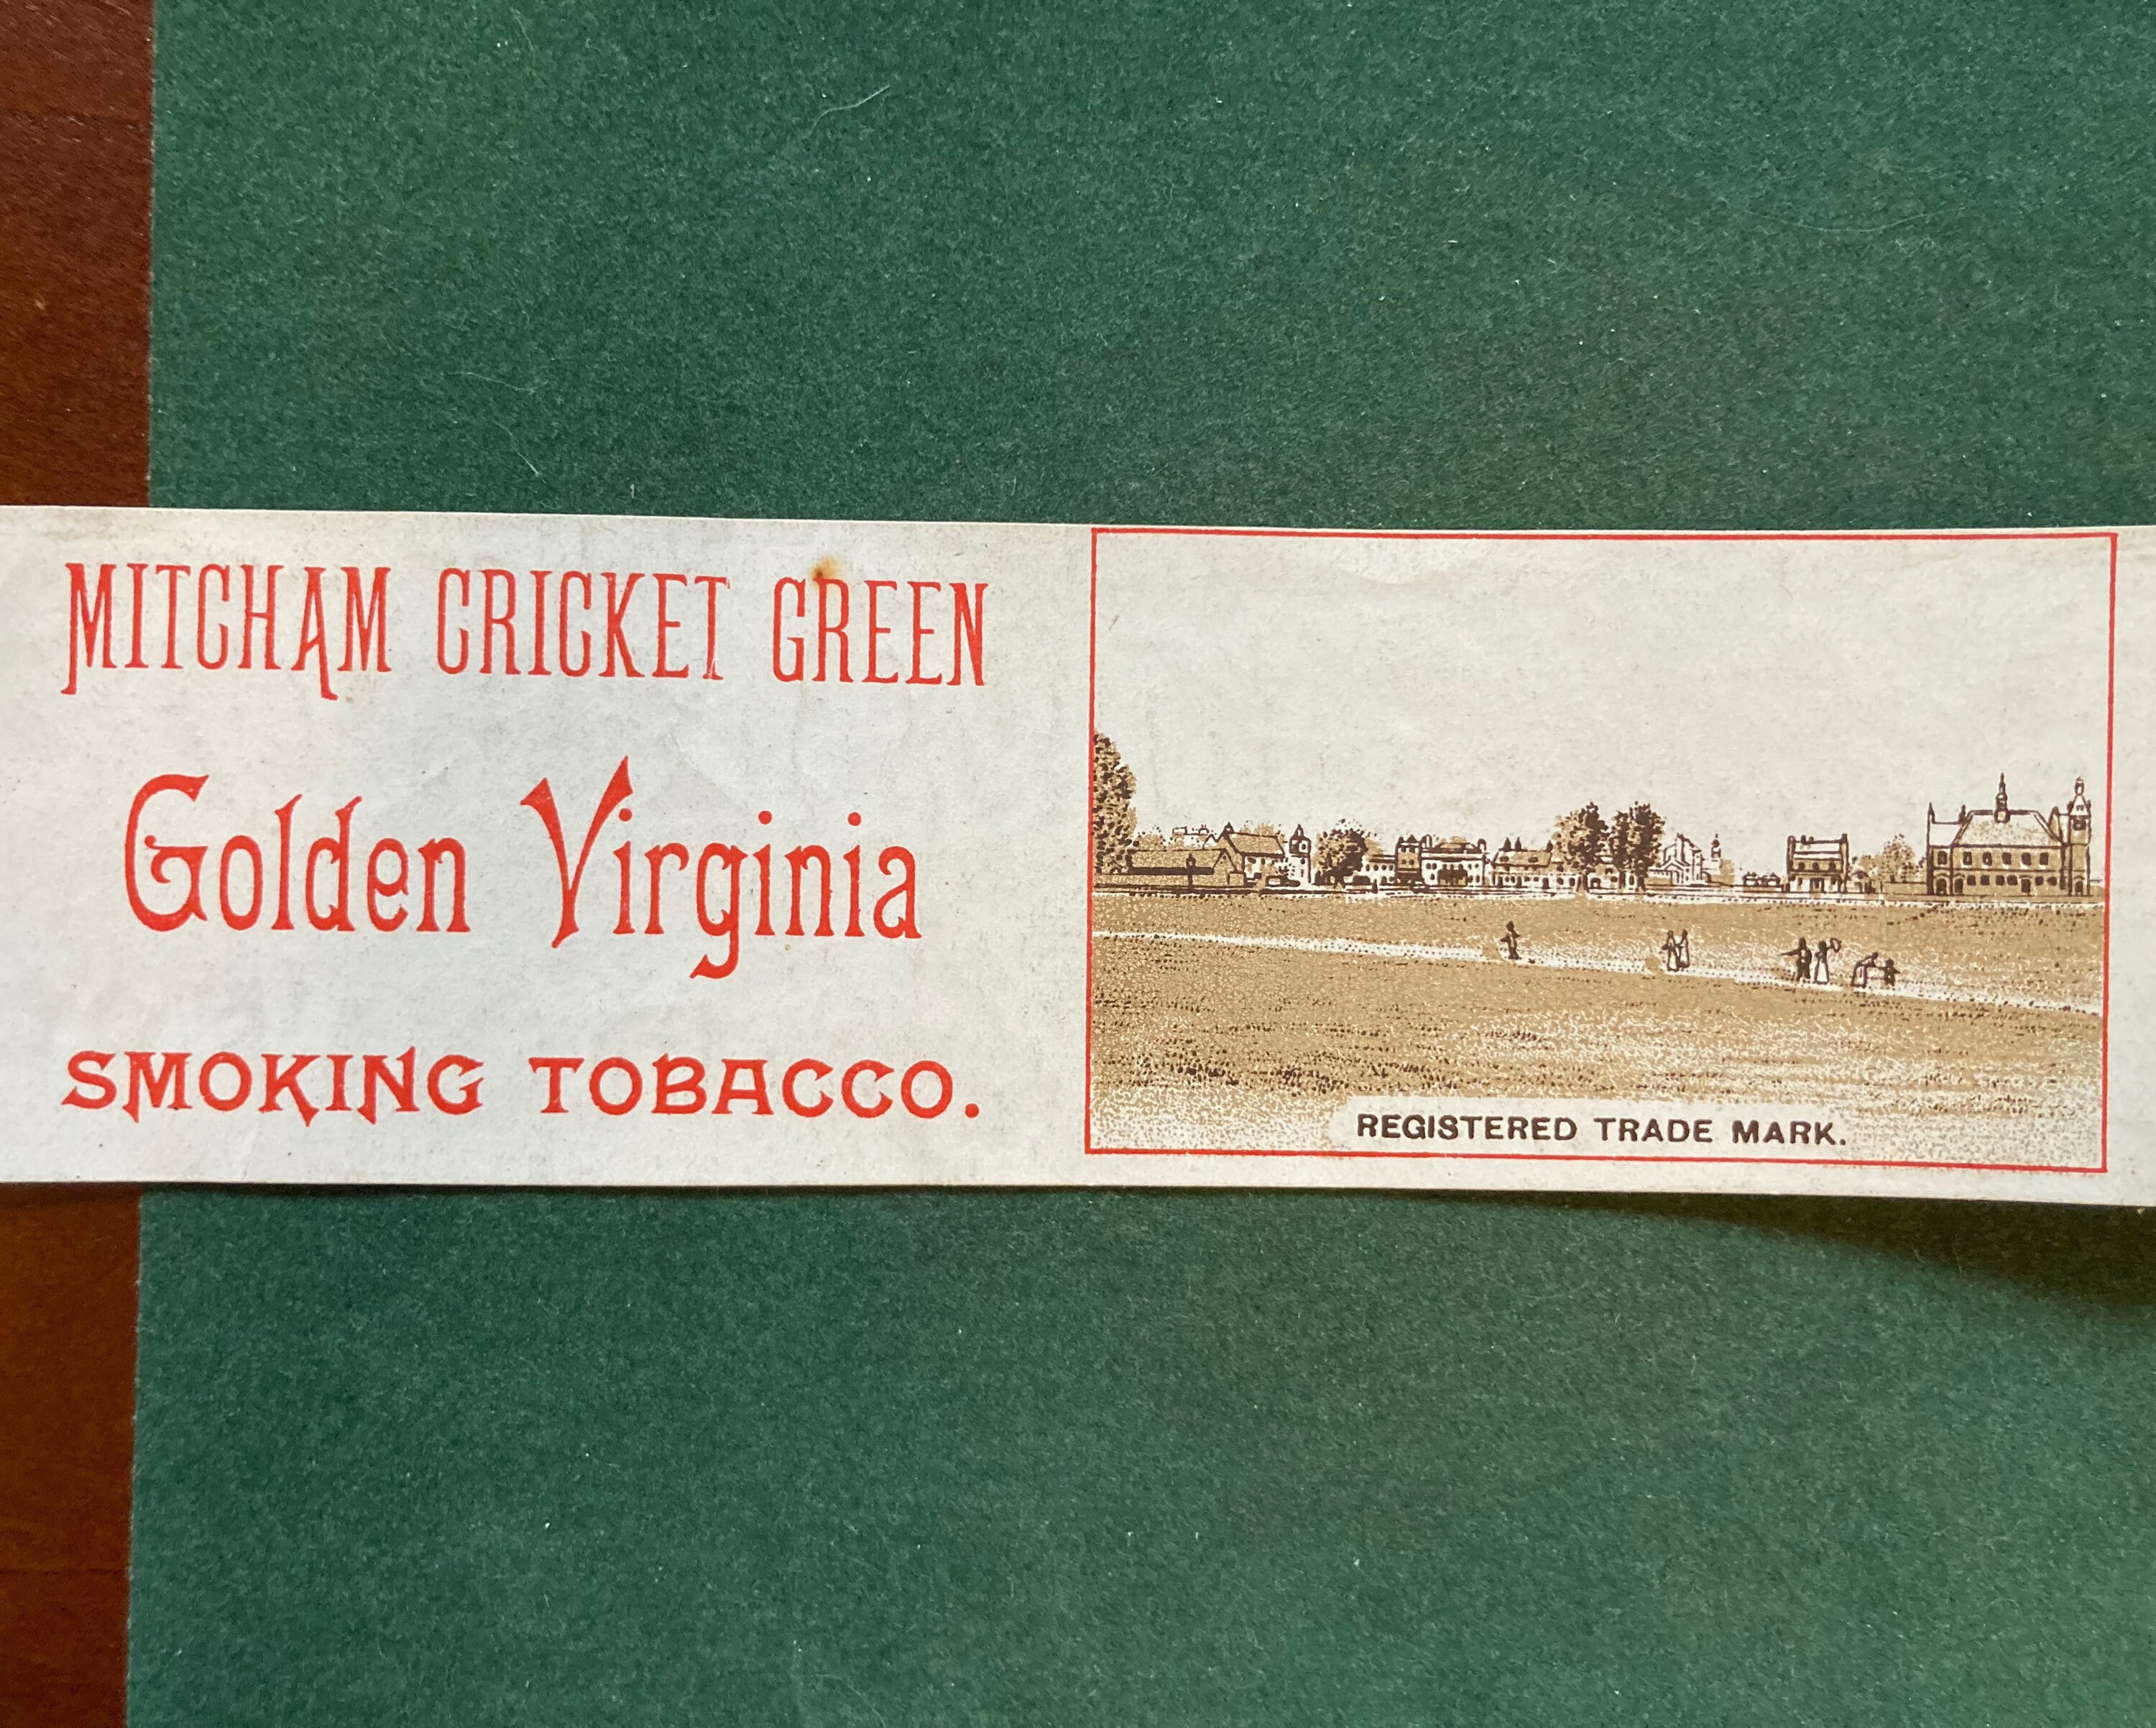 MITCHAM CRICKET GREEN
Golden Virginia
SMOKING TOBACCO.
REGISTERED TRADE MARK.